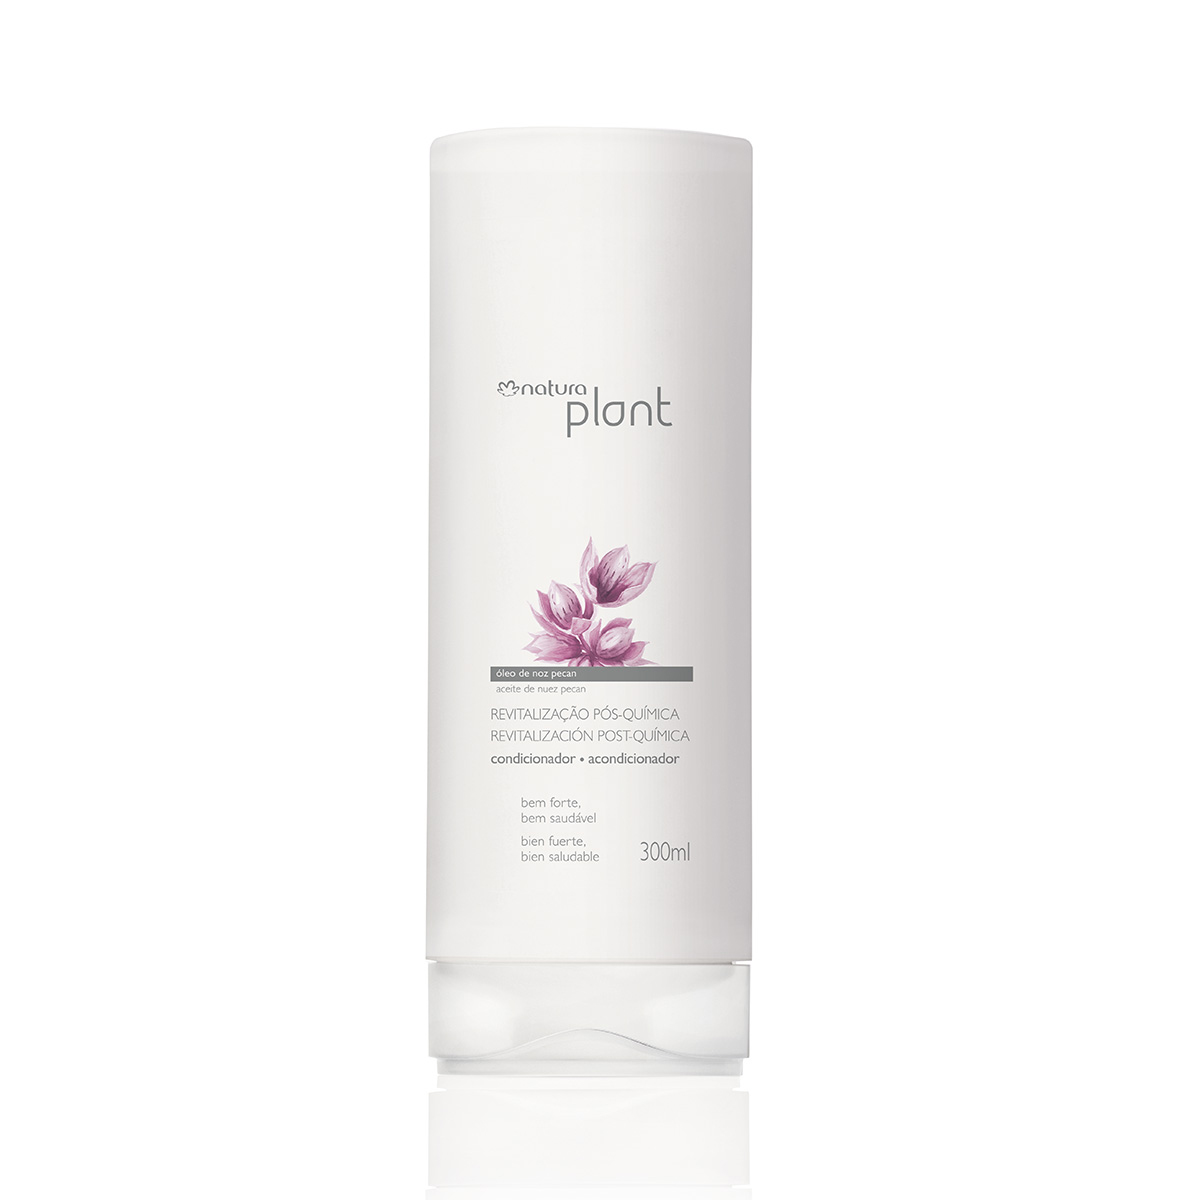 natura
plant
óleo de noz pecan
aceite de nuez pecan
REVITALIZAÇÃO PÓS-QUÍMICA
REVITALIZACIÓN POST-QUÍMICA
condicionador • acondicionador
bem forte,
bem saudável
bien fuerte,
bien saludable
300ml